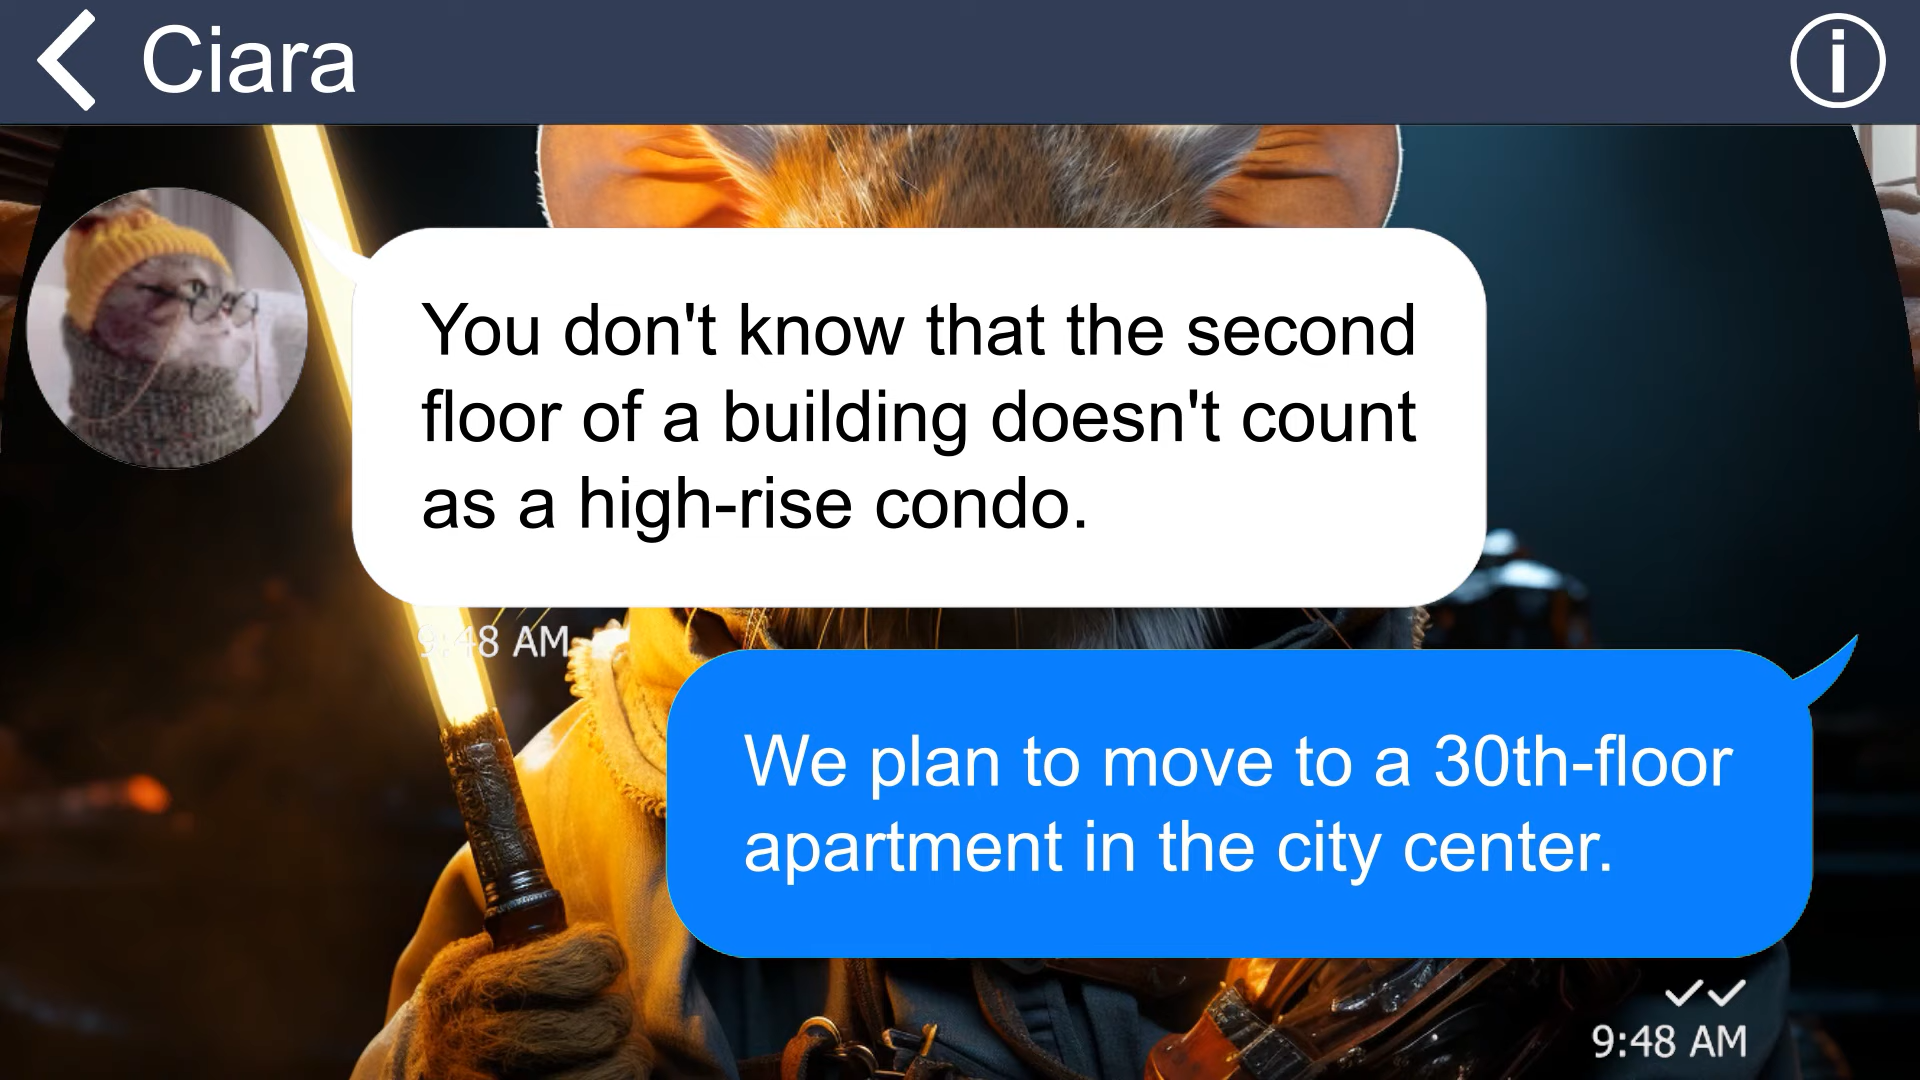 Ciara
You don't know that the second
floor of a building doesn't count
as a high-rise condo.
9:48 AM
We plan to move to a 30th-floor
apartment in the city center.
9:48 AM